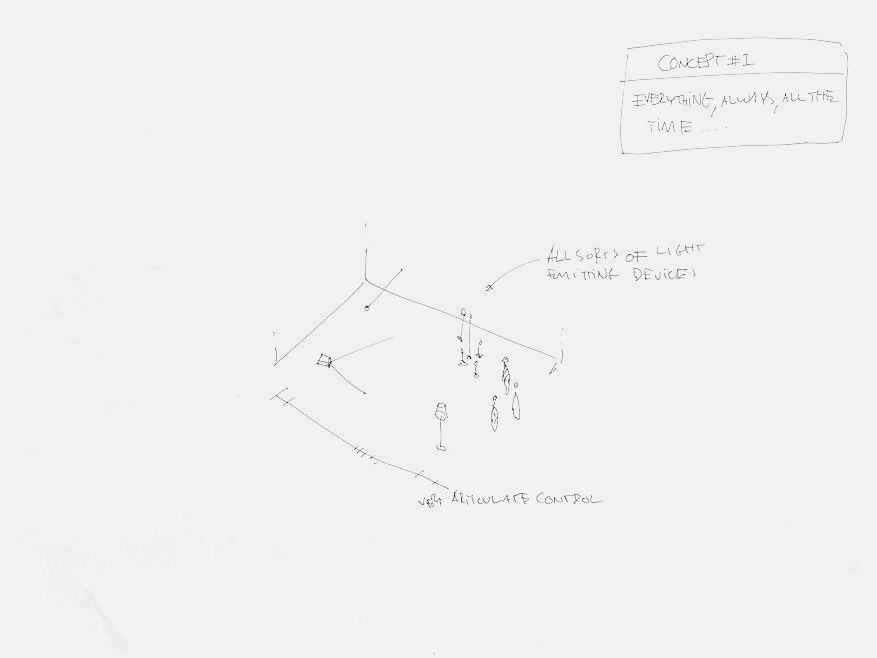 CONCEPT #1
EVERYTHING, ALWAYS, ALL THE
TIME ....
ALL SORTS OF LIGHT
EMITTING DEVICES
VERY ARTICULATE CONTROL